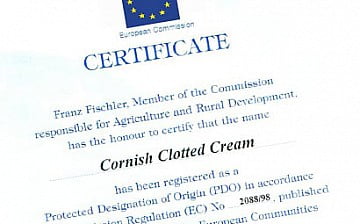 European Commission
CERTIFICATE
Franz Fischler, Member of the Commission
responsible for Agriculture and Rural Development,
has the honour to certify that the name
Cornish Clotted Cream
has been registered as a
Protected Designation of Origin (PDO) in accordance
Regulation (EC) No 2088/98, published
European Communities